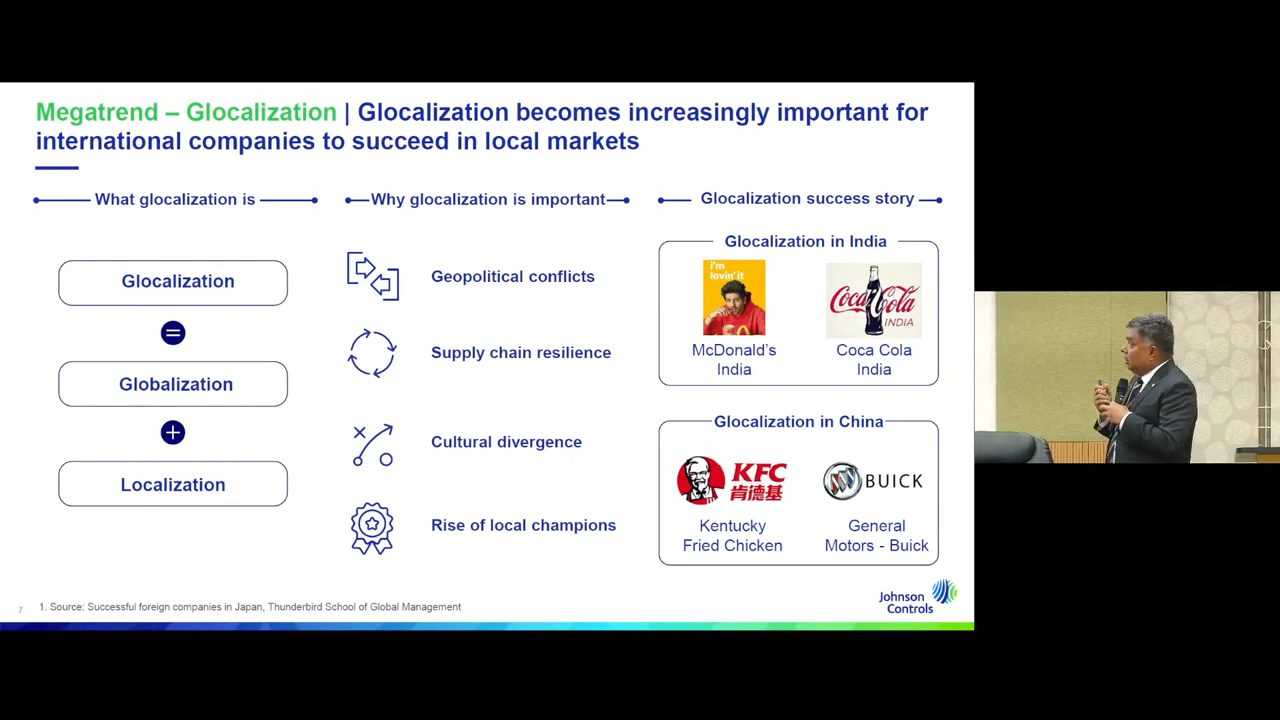 Megatrend – Glocalization | Glocalization becomes increasingly important for
international companies to succeed in local markets
What glocalization is
Glocalization
=
Globalization
+
Localization
Why glocalization is important
Geopolitical conflicts
Supply chain resilience
Cultural divergence
Rise of local champions
Glocalization success story
Glocalization in India
i'm
lovin' it
McDonald's
India
Coca Cola
INDIA
Coca Cola
India
Glocalization in China
KFC
肯德基
Kentucky
Fried Chicken
BUICK
General
Motors - Buick
7
1. Source: Successful foreign companies in Japan, Thunderbird School of Global Management
Johnson
Controls